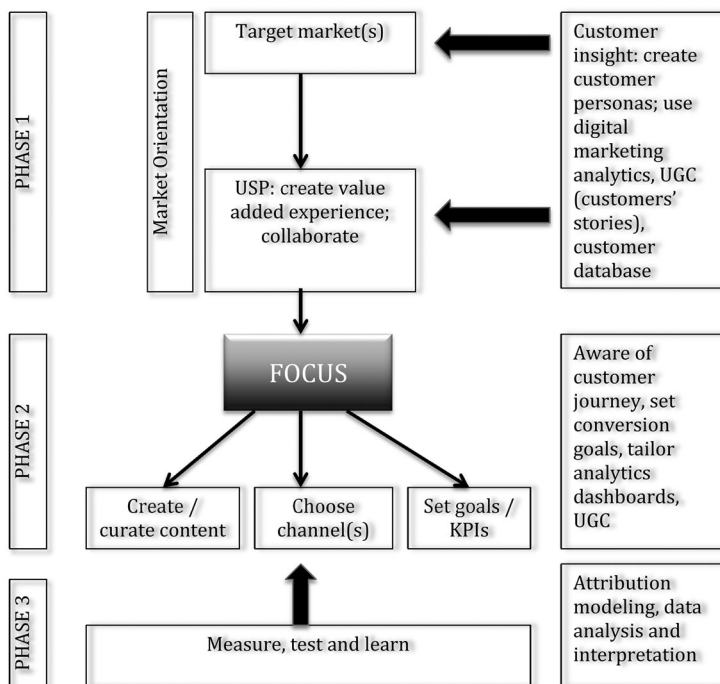 PHASE 1
Market Orientation
Target market(s)
USP: create value
added experience;
collaborate
Customer
insight: create
customer
personas; use
digital
marketing
analytics, UGC
(customers’
stories),
customer
database
PHASE 2
FOCUS
Create /
curate content
Choose
channel(s)
Set goals /
KPIs
Aware of
customer
journey, set
conversion
goals, tailor
analytics
dashboards,
UGC
PHASE 3
Measure, test and learn
Attribution
modeling, data
analysis and
interpretation